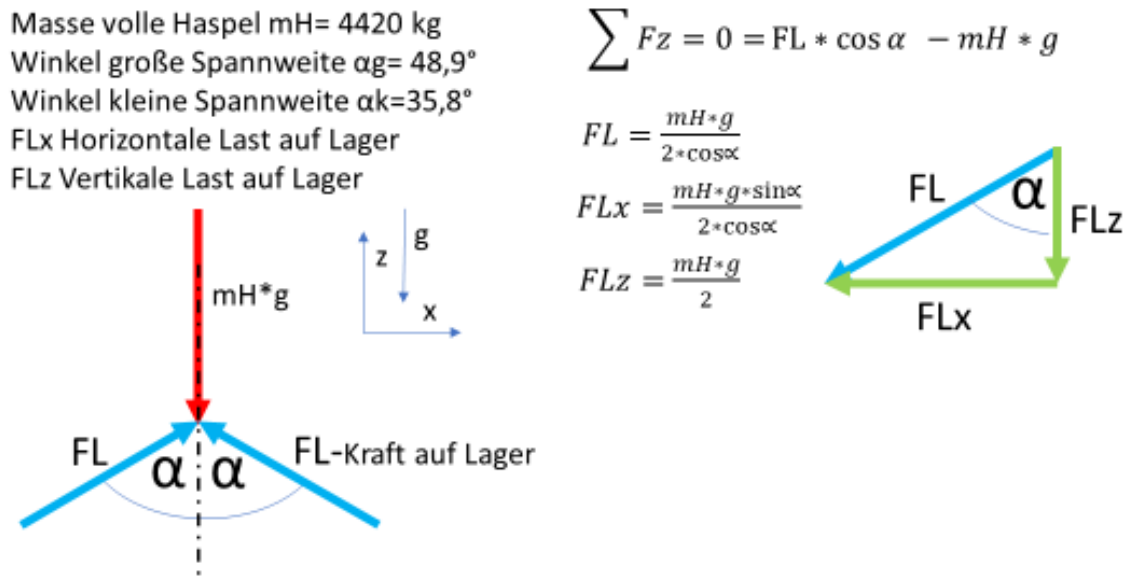 Masse volle Haspel mH= 4420 kg
Winkel große Spannweite αg= 48,9°
Winkel kleine Spannweite αk=35,8°
FLx Horizontale Last auf Lager
FLz Vertikale Last auf Lager
∑ Fz = 0 = FL * cos α − mH * g
FL = mH*g / 2*cos∝
FLx = mH*g*sin∝ / 2*cos∝
FLz = mH*g / 2
FL
α
FLz
FLx
g
z
x
mH*g
FL
α
α
FL-Kraft auf Lager